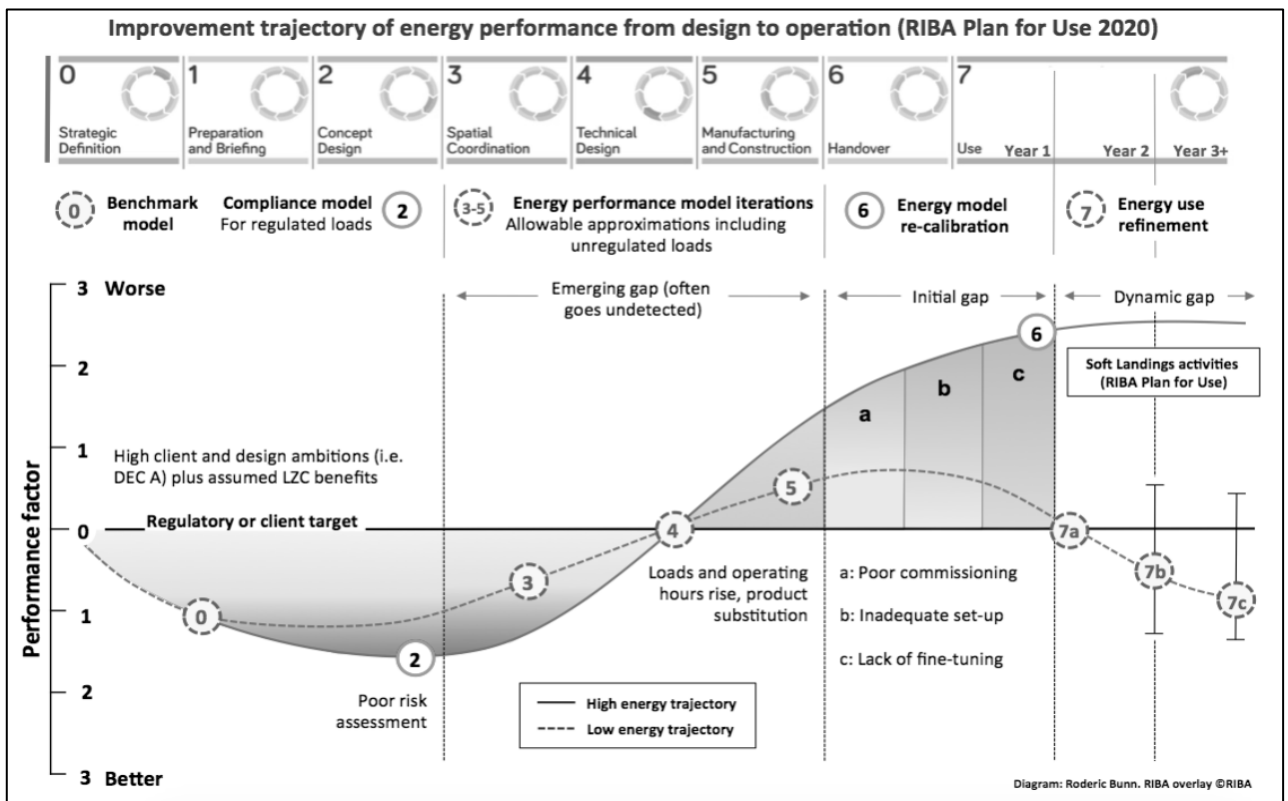 Improvement trajectory of energy performance from design to operation (RIBA Plan for Use 2020)
0
Strategic
Definition
1
Preparation
and Briefing
2
Concept
Design
3
Spatial
Coordination
4
Technical
Design
5
Manufacturing
and Construction
6
Handover
7
Use
Year 1
Year 2
Year 3+
0
Benchmark
model
Compliance model
For regulated loads
2
3-5
Energy performance model iterations
Allowable approximations including
unregulated loads
6
Energy model
re-calibration
7
Energy use
refinement
3 Worse
Emerging gap (often
goes undetected)
Initial gap
Dynamic gap
6
Soft Landings activities
(RIBA Plan for Use)
2
a
b
c
1
High client and design ambitions (i.e.
DEC A) plus assumed LZC benefits
5
Performance factor
0
Regulatory or client target
4
7a
3
Loads and operating
hours rise, product
substitution
a: Poor commissioning
b: Inadequate set-up
c: Lack of fine-tuning
7b
7c
1
0
2
2
Poor risk
assessment
High energy trajectory
Low energy trajectory
3 Better
Diagram: Roderic Bunn. RIBA overlay ©RIBA